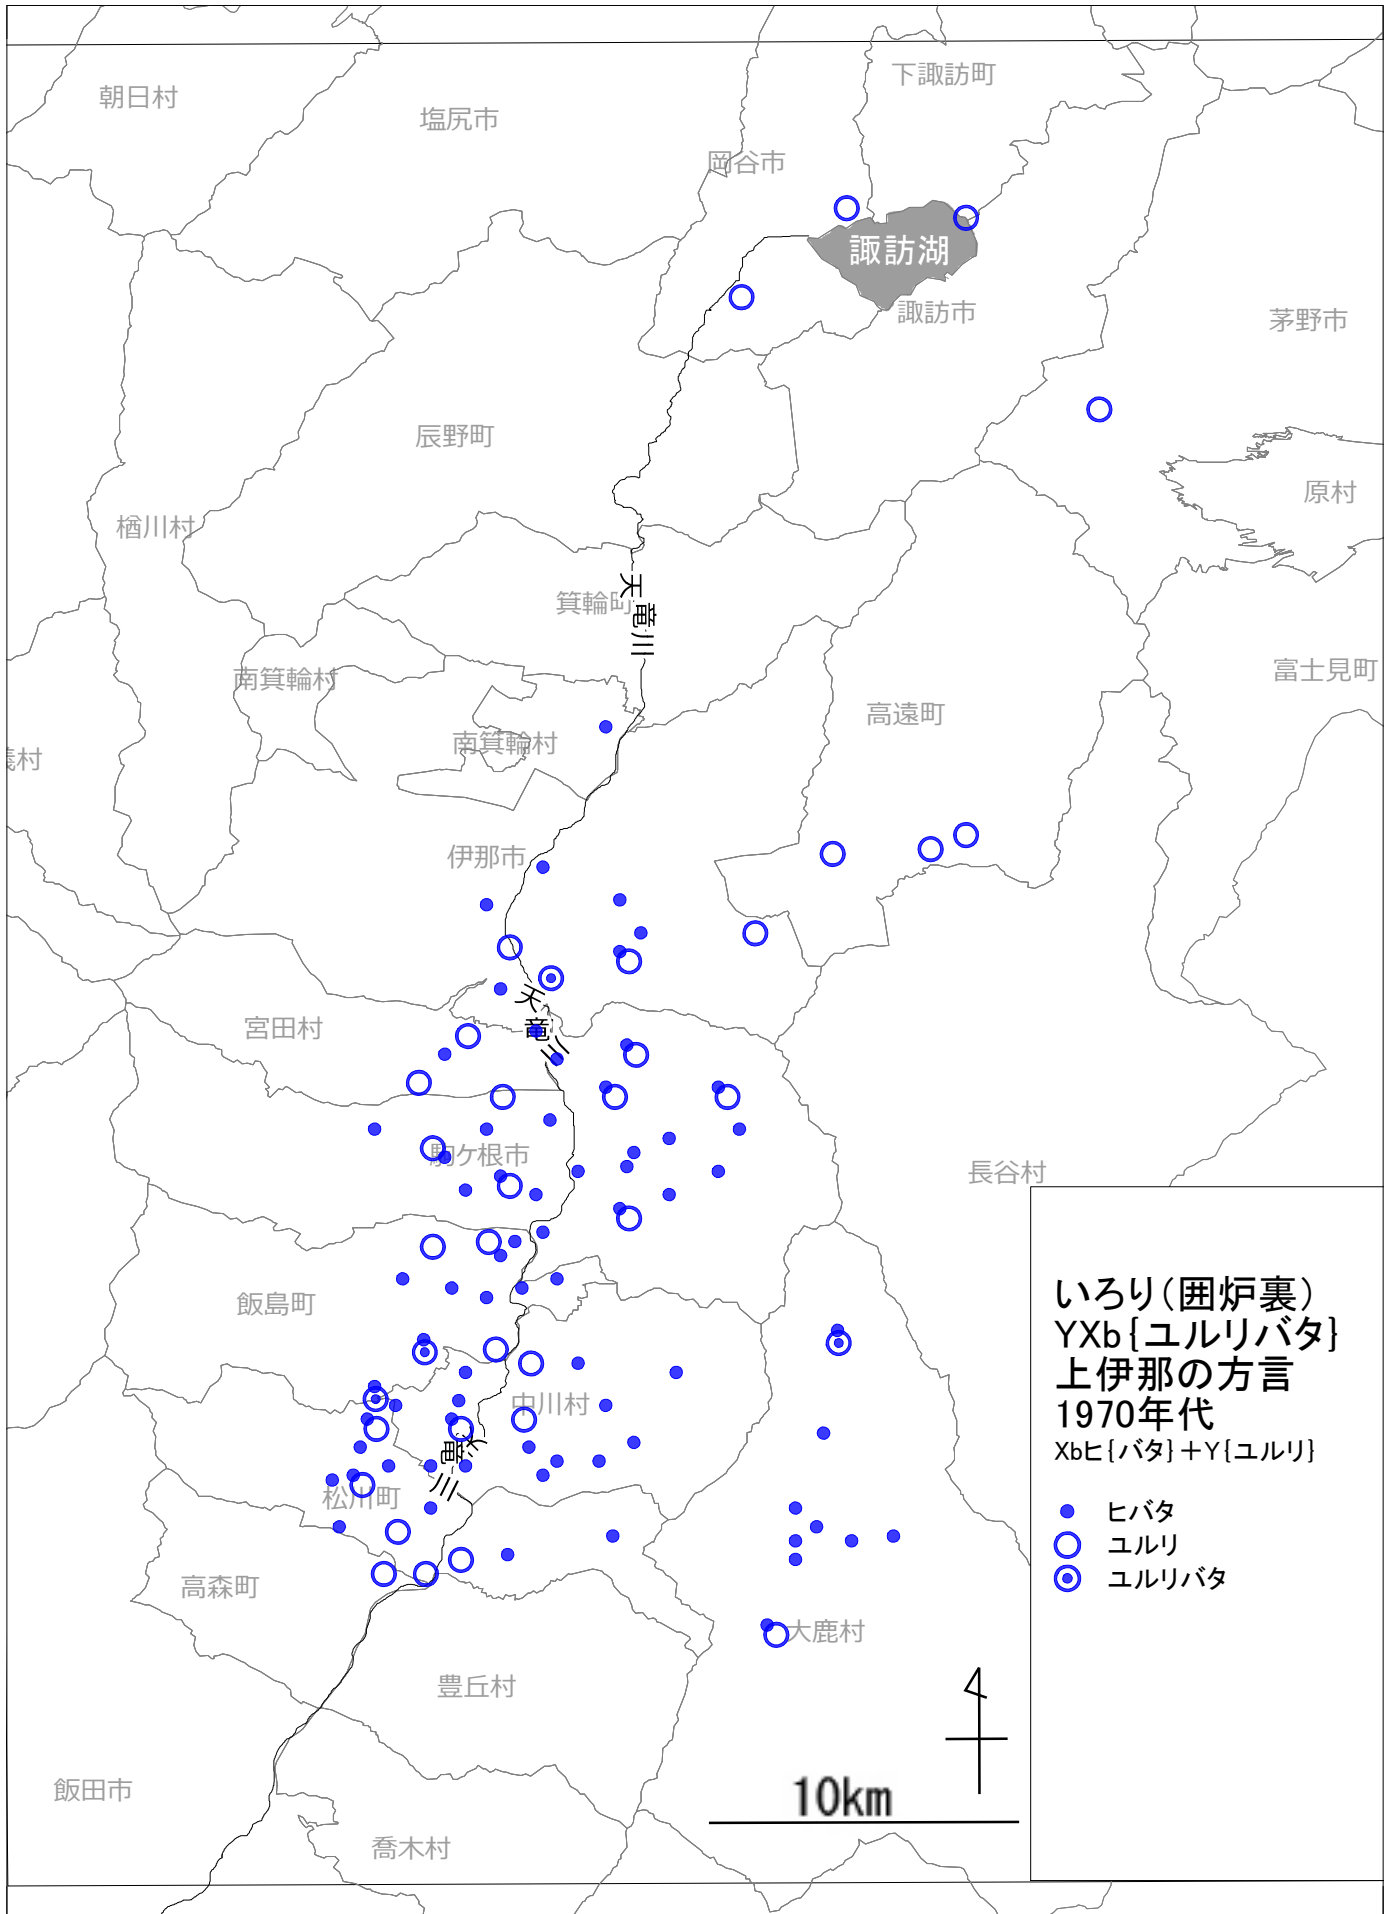 朝日村
塩尻市
下諏訪町
岡谷市
諏訪湖
諏訪市
茅野市
辰野町
原村
楢川村
天竜川
箕輪町
南箕輪村
富士見町
高遠町
南箕輪村
義村
伊那市
天竜川
宮田村
駒ケ根市
長谷村
飯島町
中川村
天竜川
松川町
高森町
大鹿村
豊丘村
飯田市
喬木村
10km
いろり（囲炉裏）
YXb{ユルリバタ}
上伊那の方言
1970年代
Xbヒ{バタ}＋Y{ユルリ}
ヒバタ
ユルリ
ユルリバタ